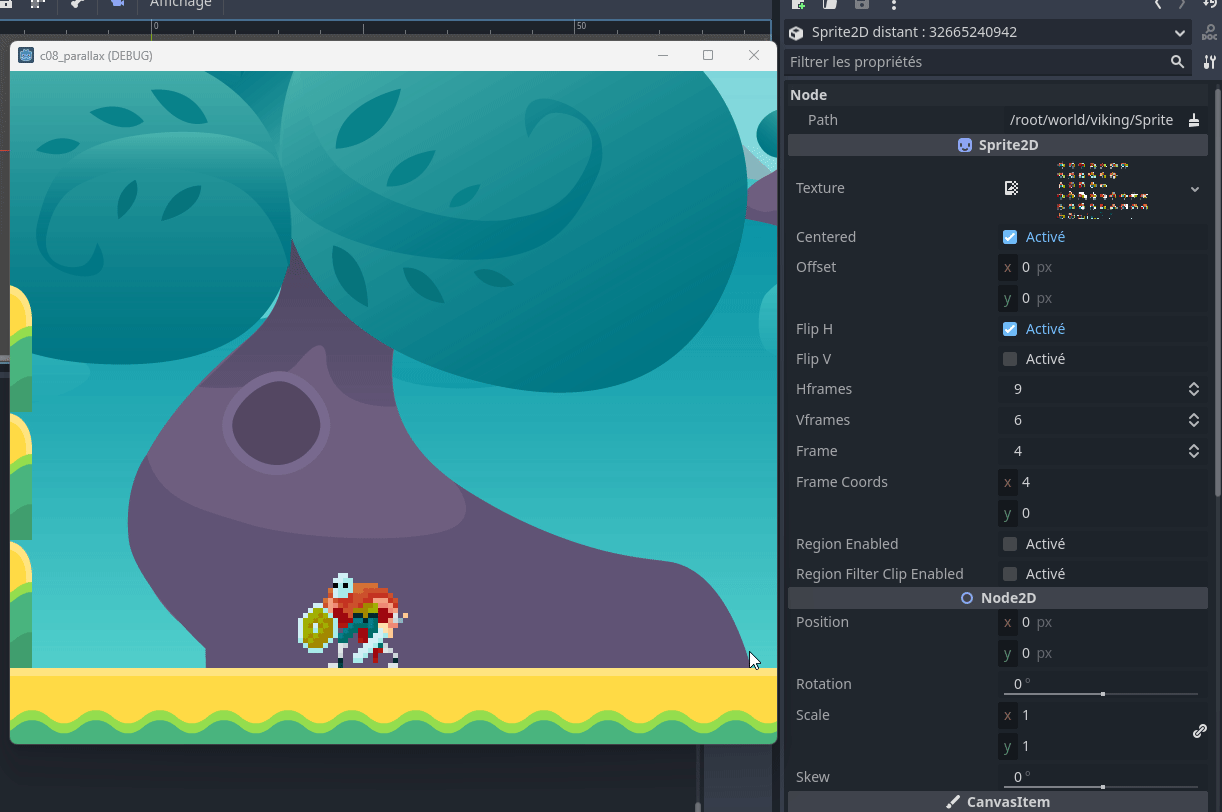 Affichage
0
50
c08_parallax (DEBUG)
Sprite2D distant : 32665240942
DOC
Filtrer les propriétés
Node
Path /root/world/viking/Sprite
Sprite2D
Texture
Centered Activé
Offset x 0 px
y 0 px
Flip H Activé
Flip V Activé
Hframes 9
Vframes 6
Frame 4
Frame Coords x 4
y 0
Region Enabled Activé
Region Filter Clip Enabled Activé
Node2D
Position x 0 px
y 0 px
Rotation 0 °
Scale x 1
y 1
Skew 0 °
CanvasItem